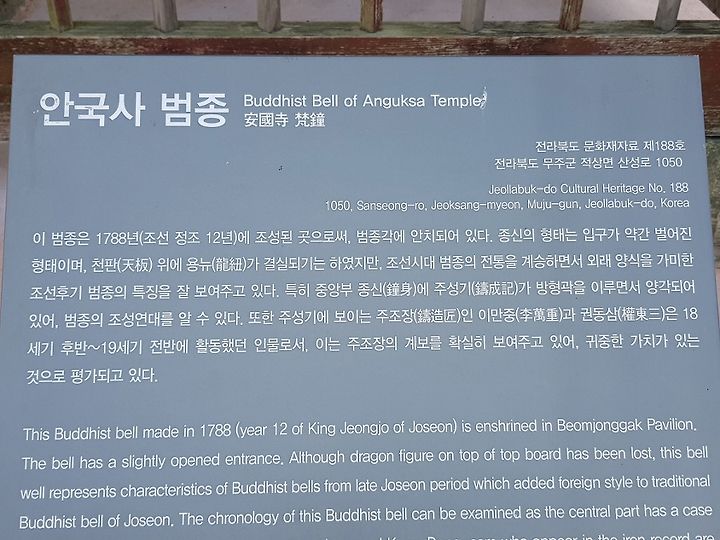 안국사 범종 Buddhist Bell of Anguksa Temple
安國寺 梵鐘
전라북도 문화재자료 제188호
전라북도 무주군 적상면 산성로 1050
Jeollabuk-do Cultural Heritage No. 188
1050, Sanseong-ro, Jeoksang-myeon, Muju-gun, Jeollabuk-do, Korea
이 범종은 1788년(조선 정조 12년)에 조성된 곳으로써, 범종각에 안치되어 있다. 종신의 형태는 입구가 약간 벌어진
형태이며, 천판(天板) 위에 용뉴(龍紐)가 결실되기는 하였지만, 조선시대 범종의 전통을 계승하면서 외래 양식을 가미한
조선후기 범종의 특징을 잘 보여주고 있다. 특히 중앙부 종신(鐘身)에 주성기(鑄成記)가 방형곽을 이루면서 양각되어
있어, 범종의 조성연대를 알 수 있다. 또한 주성기에 보이는 주조장(鑄造匠)인 이만중(李萬重)과 권동삼(權東三)은 18
세기 후반~19세기 전반에 활동했던 인물로서, 이는 주조장의 계보를 확실히 보여주고 있어, 귀중한 가치가 있는
것으로 평가되고 있다.
This Buddhist bell made in 1788 (year 12 of King Jeongjo of Joseon) is enshrined in Beomjonggak Pavilion.
The bell has a slightly opened entrance. Although dragon figure on top of top board has been lost, this bell
well represents characteristics of Buddhist bells from late Joseon period which added foreign style to traditional
Buddhist bell of Joseon. The chronology of this Buddhist bell can be examined as the central part has a case
who appear in the iron record are